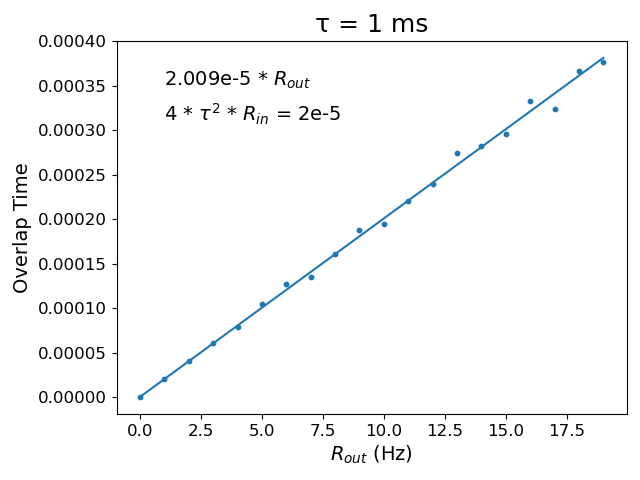 τ = 1 ms
0.00040
0.00035
0.00030
0.00025
0.00020
0.00015
0.00010
0.00005
0.00000
Overlap Time
2.009e-5 * R_out
4 * τ² * R_in = 2e-5
0.0 2.5 5.0 7.5 10.0 12.5 15.0 17.5
R_out (Hz)